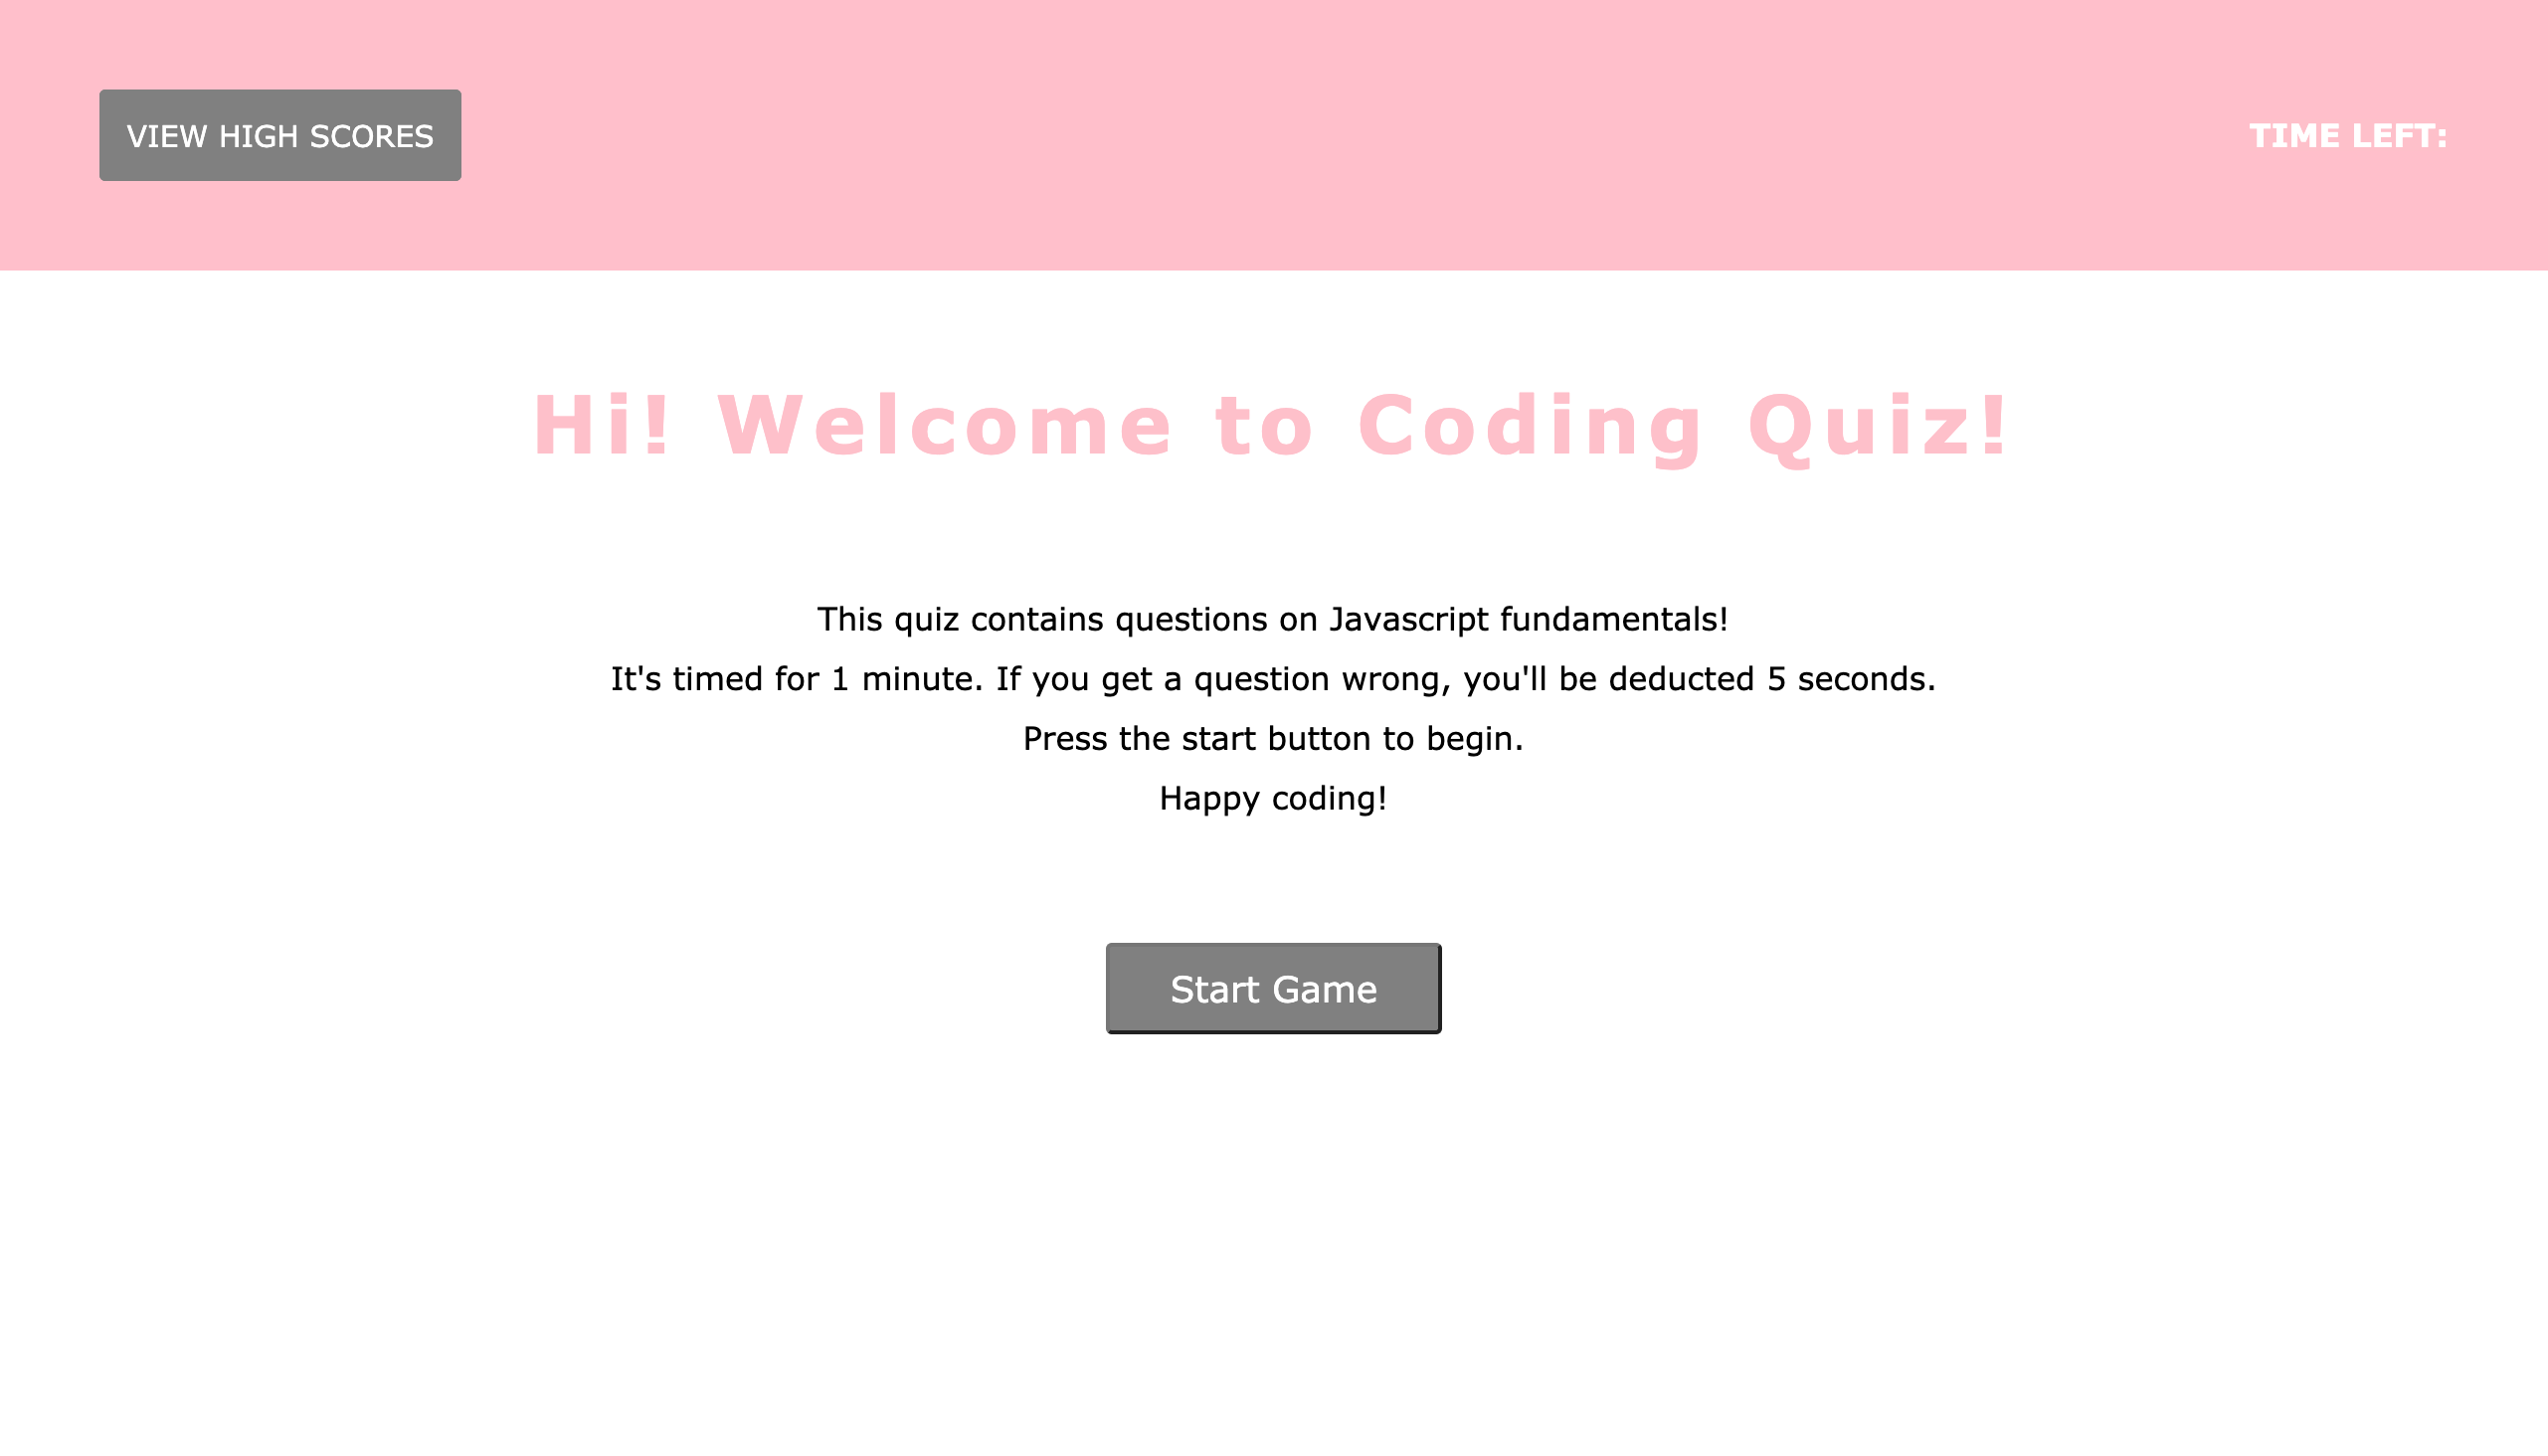 VIEW HIGH SCORES
TIME LEFT:
Hi! Welcome to Coding Quiz!
This quiz contains questions on Javascript fundamentals!
It's timed for 1 minute. If you get a question wrong, you'll be deducted 5 seconds.
Press the start button to begin.
Happy coding!
Start Game